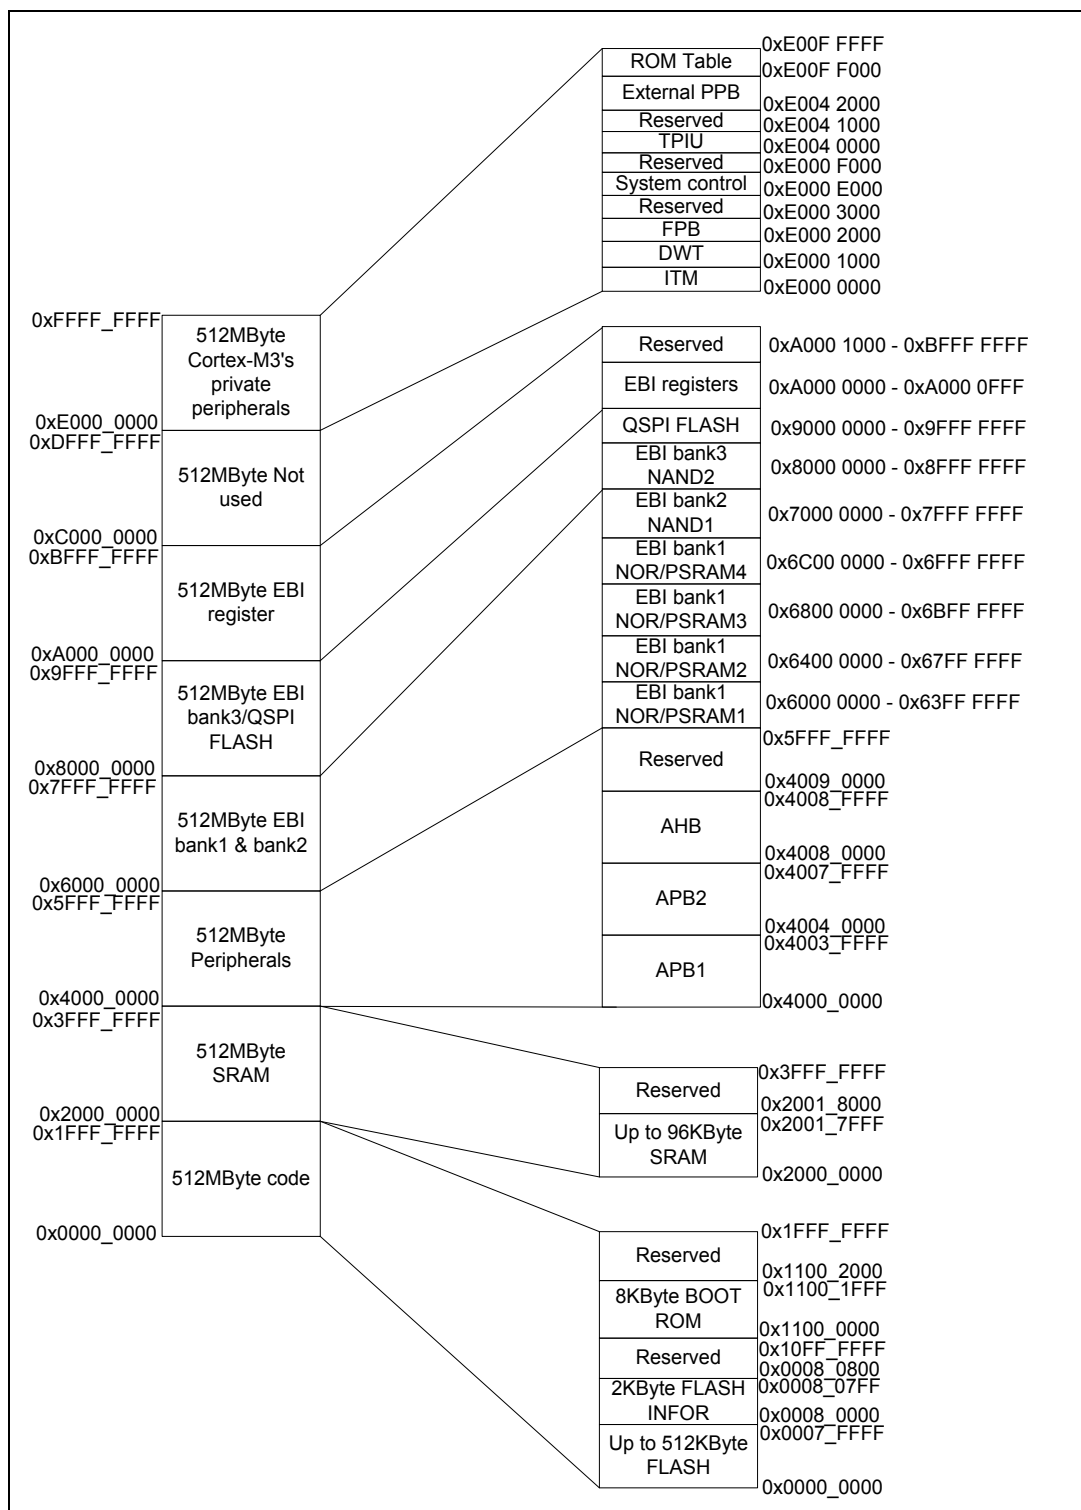 0xE00F FFFF
ROM Table
0xE00F F000
External PPB
0xE004 2000
Reserved
0xE004 1000
TPIU
0xE004 0000
Reserved
0xE000 F000
System control
0xE000 E000
Reserved
0xE000 3000
FPB
0xE000 2000
DWT
0xE000 1000
ITM
0xE000 0000
0xFFFF_FFFF
512MByte
Cortex-M3's
private
peripherals
0xE000_0000
0xDFFF_FFFF
512MByte Not
used
0xC000_0000
0xBFFF_FFFF
512MByte EBI
register
0xA000_0000
0x9FFF_FFFF
512MByte EBI
bank3/QSPI
FLASH
0x8000_0000
0x7FFF_FFFF
512MByte EBI
bank1 & bank2
0x6000_0000
0x5FFF_FFFF
512MByte
Peripherals
0x4000_0000
0x3FFF_FFFF
512MByte
SRAM
0x2000_0000
0x1FFF_FFFF
512MByte code
0x0000_0000
Reserved
0xA000 1000 - 0xBFFF FFFF
EBI registers
0xA000 0000 - 0xA000 0FFF
QSPI FLASH
0x9000 0000 - 0x9FFF FFFF
EBI bank3
NAND2
0x8000 0000 - 0x8FFF FFFF
EBI bank2
NAND1
0x7000 0000 - 0x7FFF FFFF
EBI bank1
NOR/PSRAM4
0x6C00 0000 - 0x6FFF FFFF
EBI bank1
NOR/PSRAM3
0x6800 0000 - 0x6BFF FFFF
EBI bank1
NOR/PSRAM2
0x6400 0000 - 0x67FF FFFF
EBI bank1
NOR/PSRAM1
0x6000 0000 - 0x63FF FFFF
0x5FFF_FFFF
Reserved
0x4009_0000
0x4008_FFFF
AHB
0x4008_0000
0x4007_FFFF
APB2
0x4004_0000
0x4003_FFFF
APB1
0x4000_0000
0x3FFF_FFFF
Reserved
0x2001_8000
0x2001_7FFF
Up to 96KByte
SRAM
0x2000_0000
0x1FFF_FFFF
Reserved
0x1100_2000
0x1100_1FFF
8KByte BOOT
ROM
0x1100_0000
0x10FF_FFFF
Reserved
0x0008_0800
0x0008_07FF
2KByte FLASH
INFOR
0x0008_0000
0x0007_FFFF
Up to 512KByte
FLASH
0x0000_0000